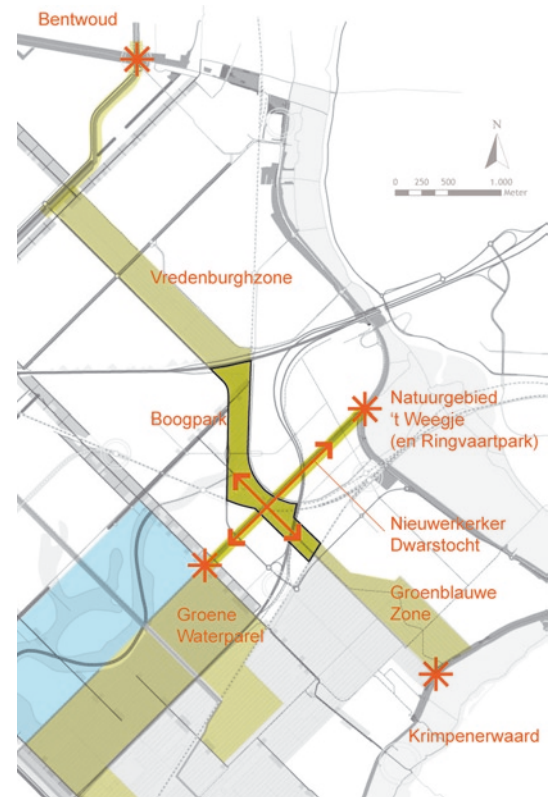 Bentwoud
N
0 250 500 1.000
Meter
Vredenburghzone
Boogpark
Natuurgebied
't Weegje
(en Ringvaartpark)
Nieuwerkerker
Dwarstocht
Groene
Waterparel
Groenblauwe
Zone
Krimpenerwaard